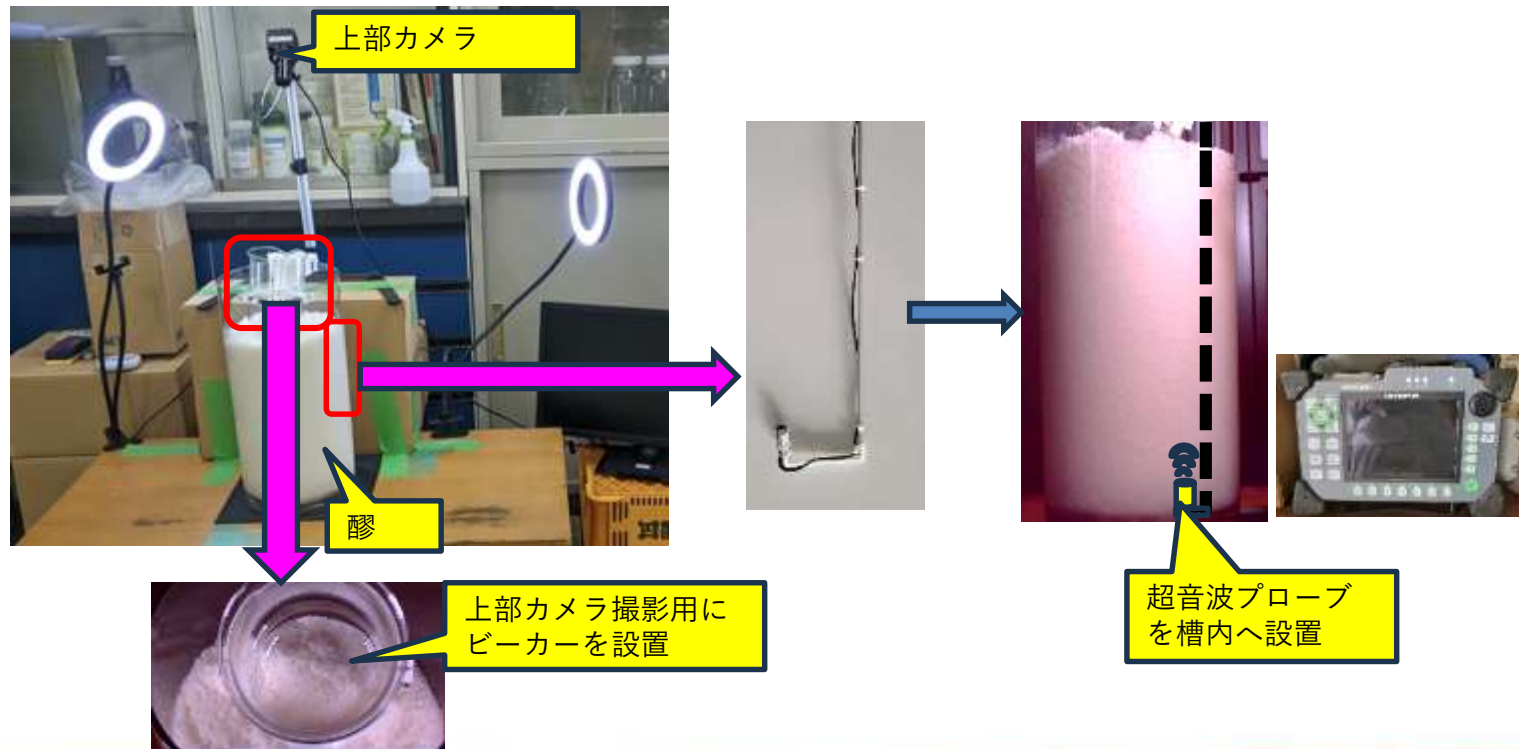 上部カメラ
醪
上部カメラ撮影用に
ビーカーを設置
超音波プローブ
を槽内へ設置